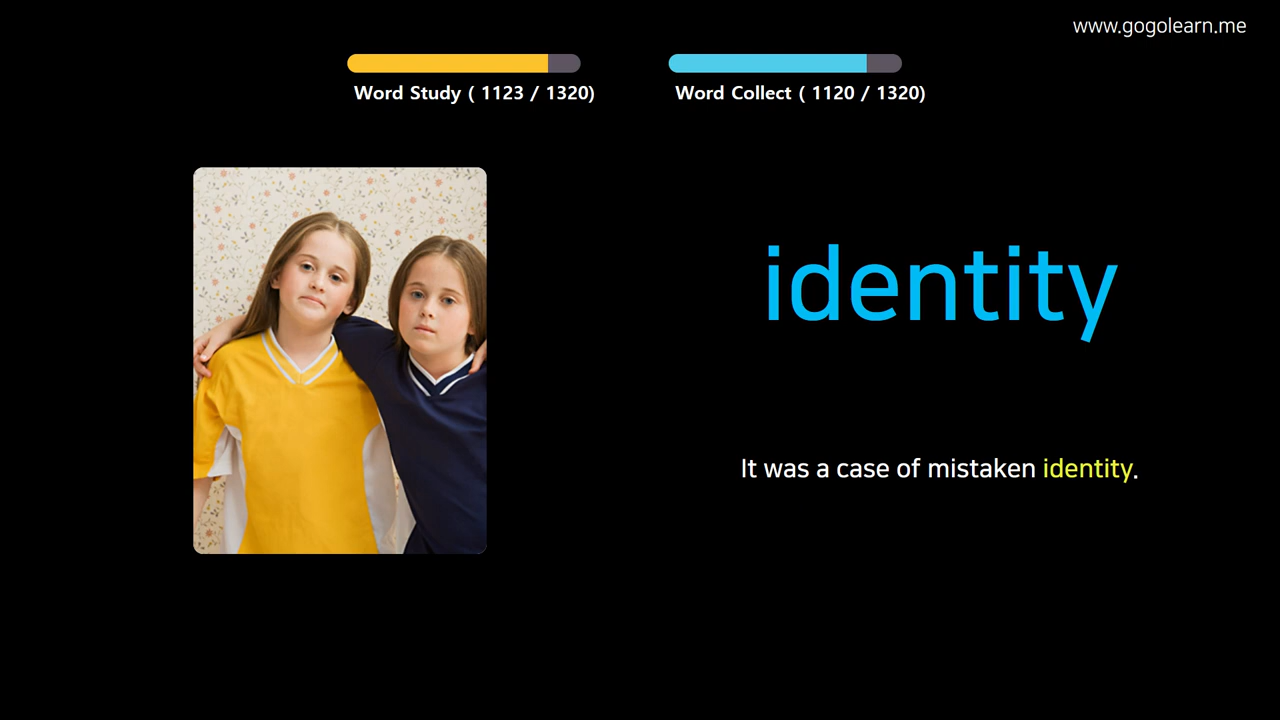 www.gogolearn.me
Word Study ( 1123 / 1320)
Word Collect ( 1120 / 1320)
identity
It was a case of mistaken identity.